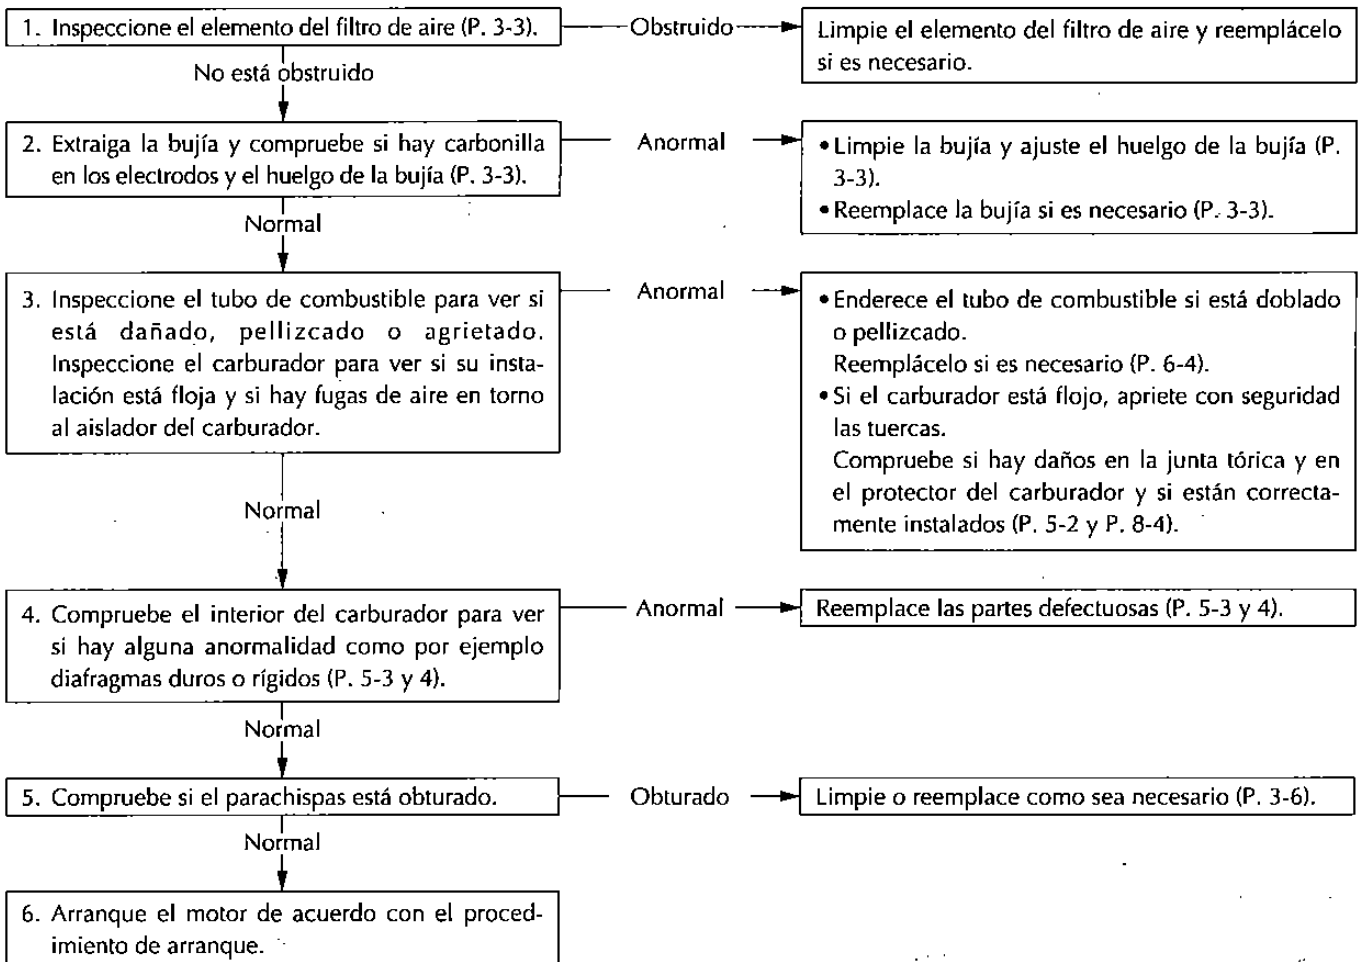 1. Inspeccione el elemento del filtro de aire (P. 3-3).
Obstruido
Limpie el elemento del filtro de aire y reemplácelo
si es necesario.
No está obstruido
2. Extraiga la bujía y compruebe si hay carbonilla
en los electrodos y el huelgo de la bujía (P. 3-3).
Anormal
• Limpie la bujía y ajuste el huelgo de la bujía (P.
3-3).
• Reemplace la bujía si es necesario (P. 3-3).
Normal
3. Inspeccione el tubo de combustible para ver si
está dañado, pellizcado o agrietado.
Inspeccione el carburador para ver si su insta-
lación está floja y si hay fugas de aire en torno
al aislador del carburador.
Anormal
• Enderece el tubo de combustible si está doblado
o pellizcado.
Reemplácelo si es necesario (P. 6-4).
• Si el carburador está flojo, apriete con seguridad
las tuercas.
Compruebe si hay daños en la junta tórica y en
el protector del carburador y si están correcta-
mente instalados (P. 5-2 y P. 8-4).
Normal
4. Compruebe el interior del carburador para ver
si hay alguna anormalidad como por ejemplo
diafragmas duros o rígidos (P. 5-3 y 4).
Anormal
Reemplace las partes defectuosas (P. 5-3 y 4).
Normal
5. Compruebe si el parachispas está obturado.
Obturado
Limpie o reemplace como sea necesario (P. 3-6).
Normal
6. Arranque el motor de acuerdo con el proced-
imiento de arranque.